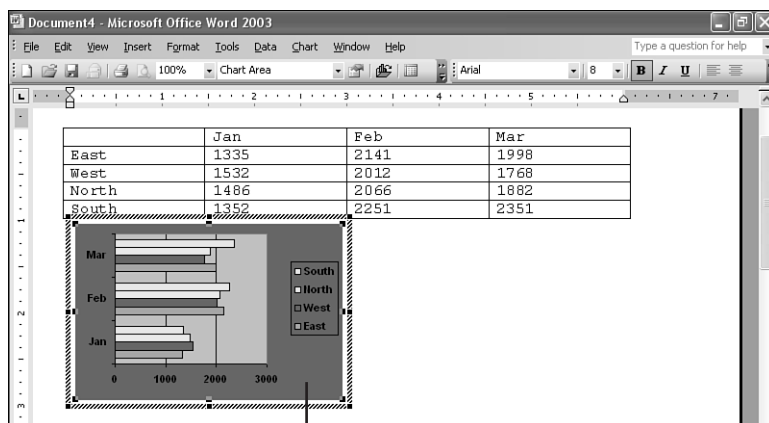 Document4 - Microsoft Office Word 2003
File Edit View Insert Format Tools Data Chart Window Help Type a question for help
100% Chart Area Arial 8 B I U
1 2 3 4 5 7
Jan Feb Mar
East 1335 2141 1998
West 1532 2012 1768
North 1486 2066 1882
South 1352 2251 2351
Mar
South
North
Feb
West
East
Jan
0 1000 2000 3000
1
2
3